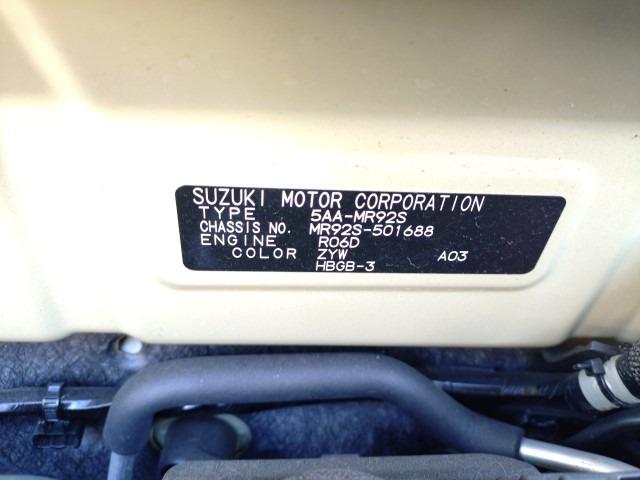 SUZUKI MOTOR CORPORATION
TYPE 5AA-MR92S
CHASSIS NO. MR92S-501688
ENGINE R06D
COLOR ZYW A03
HBGB-3